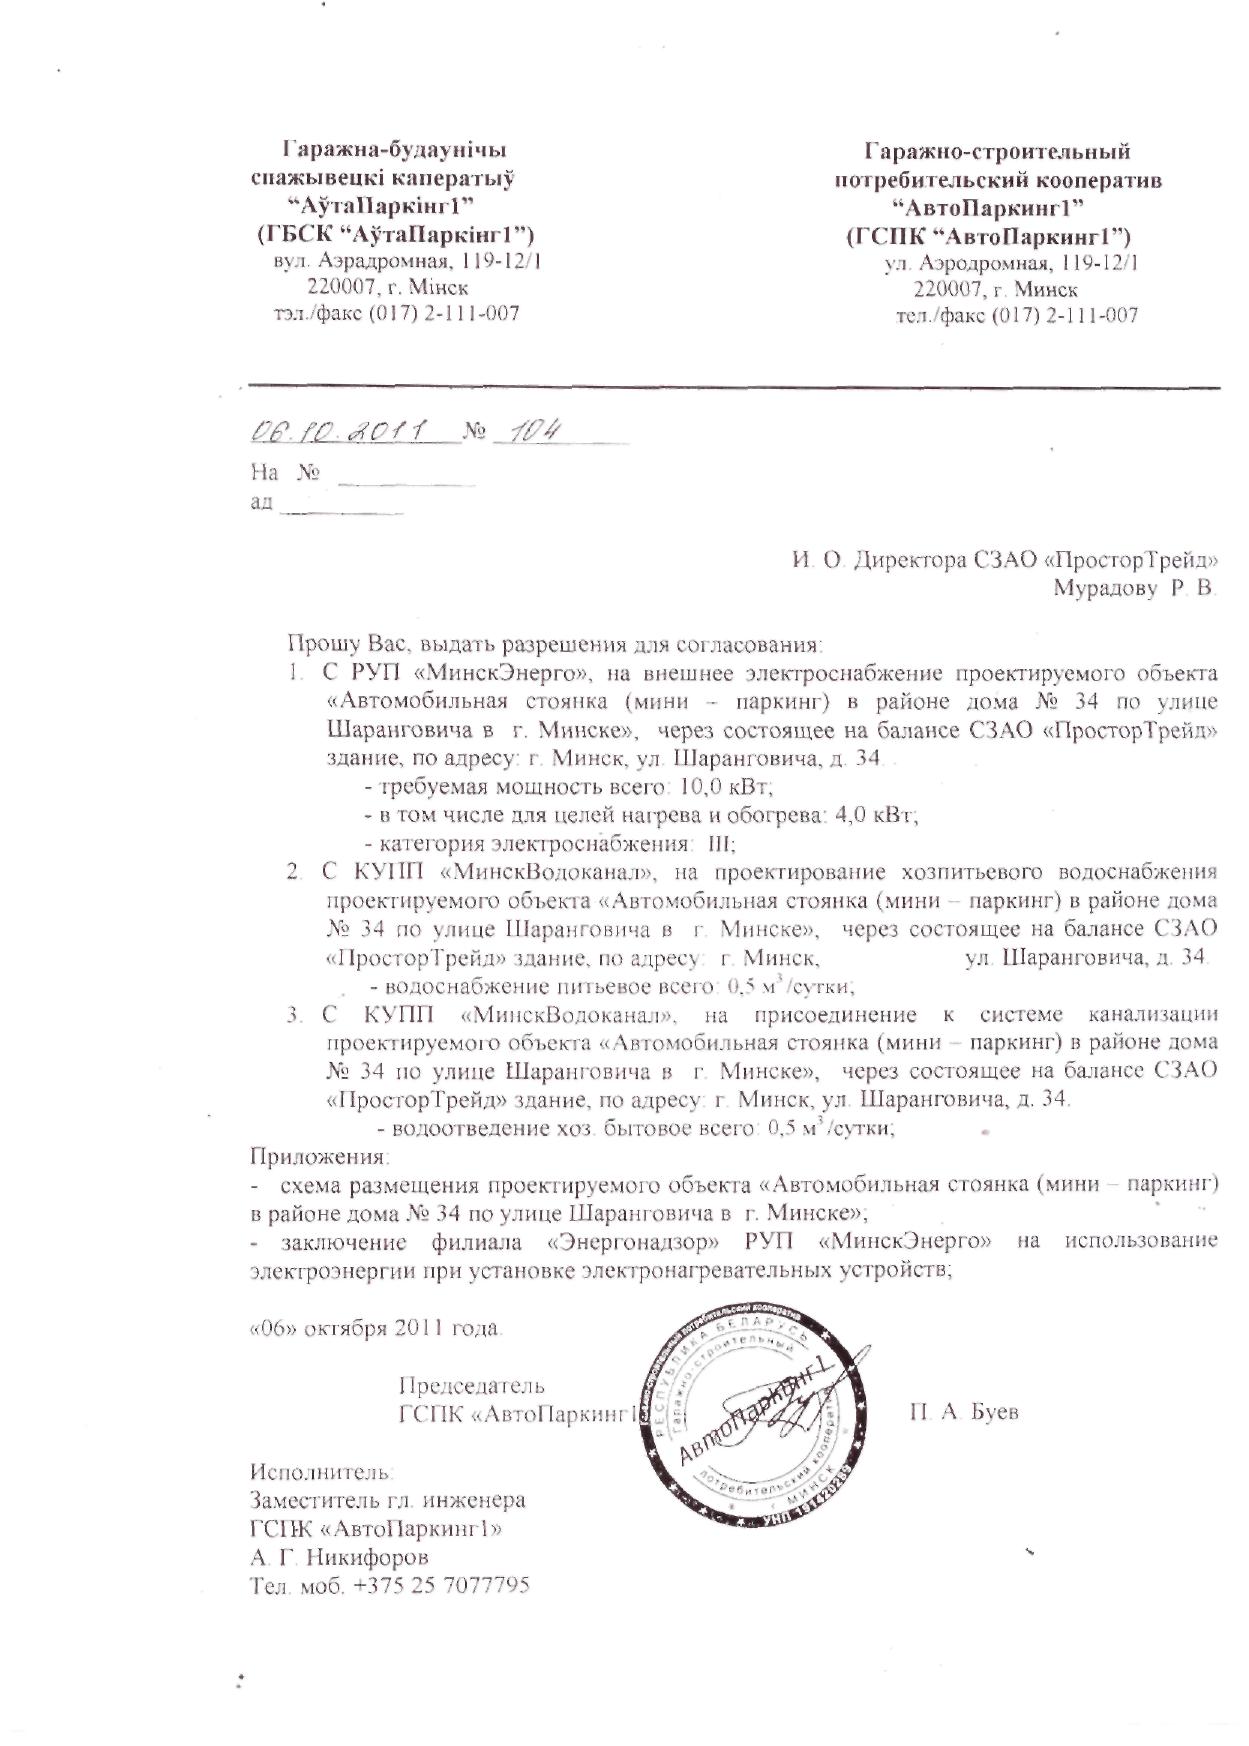 Гаражна-будаунічы
спажывецкі каператыў
“АўтаПаркінг1”
(ГБСК “АўтаПаркінг1”)
вул. Аэрадромная, 119-12/1
220007, г. Мінск
тэл./факс (017) 2-111-007
Гаражно-строительный
потребительский кооператив
“АвтоПаркинг1”
(ГСПК “АвтоПаркинг1”)
ул. Аэродромная, 119-12/1
220007, г. Минск
тел./факс (017) 2-111-007
06.10.2011 № 104
На №
ад
И. О. Директора СЗАО «ПросторТрейд»
Мурадову Р. В.
Прошу Вас, выдать разрешения для согласования:
1. С РУП «МинскЭнерго», на внешнее электроснабжение проектируемого объекта
«Автомобильная стоянка (мини – паркинг) в районе дома № 34 по улице
Шаранговича в г. Минске», через состоящее на балансе СЗАО «ПросторТрейд»
здание, по адресу: г. Минск, ул. Шаранговича, д. 34.
- требуемая мощность всего: 10,0 кВт;
- в том числе для целей нагрева и обогрева: 4,0 кВт;
- категория электроснабжения: III;
2. С КУПП «МинскВодоканал», на проектирование хозпитьевого водоснабжения
проектируемого объекта «Автомобильная стоянка (мини – паркинг) в районе дома
№ 34 по улице Шаранговича в г. Минске», через состоящее на балансе СЗАО
«ПросторТрейд» здание, по адресу: г. Минск, ул. Шаранговича, д. 34.
- водоснабжение питьевое всего: 0,5 м³/сутки;
3. С КУПП «МинскВодоканал», на присоединение к системе канализации
проектируемого объекта «Автомобильная стоянка (мини – паркинг) в районе дома
№ 34 по улице Шаранговича в г. Минске», через состоящее на балансе СЗАО
«ПросторТрейд» здание, по адресу: г. Минск, ул. Шаранговича, д. 34.
- водоотведение хоз. бытовое всего: 0,5 м³/сутки;
Приложения:
- схема размещения проектируемого объекта «Автомобильная стоянка (мини – паркинг)
в районе дома № 34 по улице Шаранговича в г. Минске»;
- заключение филиала «Энергонадзор» РУП «МинскЭнерго» на использование
электроэнергии при установке электронагревательных устройств;
«06» октября 2011 года.
Председатель
ГСПК «АвтоПаркинг1
П. А. Буев
РЕСПУБЛИКА БЕЛАРУСЬ
Гаражно-строительный
потребительский кооператив
АвтоПаркинг1
г. МИНСК
УНП 191420289
Исполнитель:
Заместитель гл. инженера
ГСПК «АвтоПаркинг1»
А. Г. Никифоров
Тел. моб. +375 25 7077795